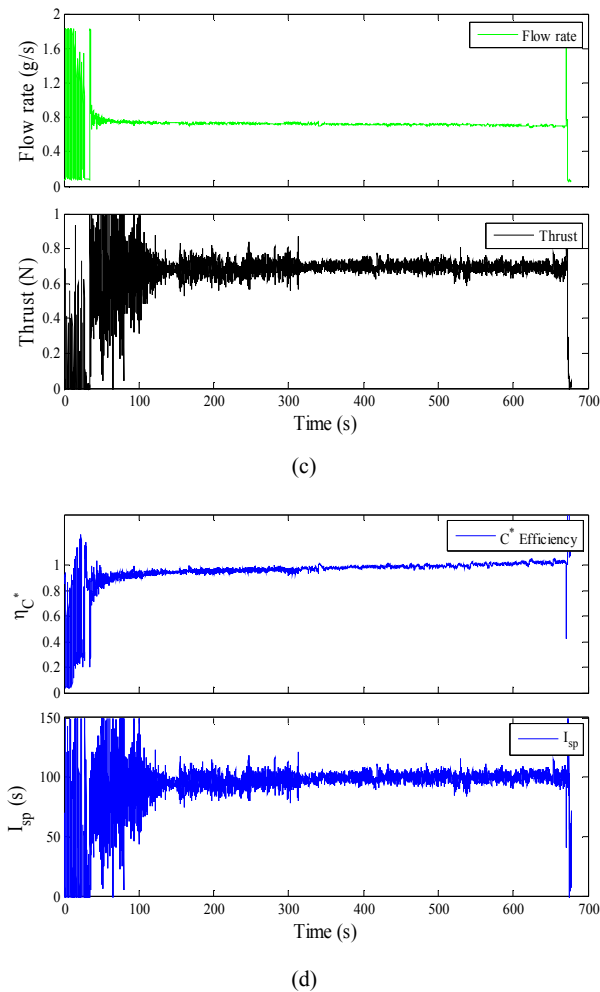 2
1.6
1.2
0.8
0.4
0
Flow rate (g/s)
Flow rate
1
0.8
0.6
0.4
0.2
0
Thrust (N)
Thrust
0 100 200 300 400 500 600 700
Time (s)
(c)
1
0.8
0.6
0.4
0.2
0
ηC*
C* Efficiency
150
100
50
0
Isp (s)
Isp
0 100 200 300 400 500 600 700
Time (s)
(d)